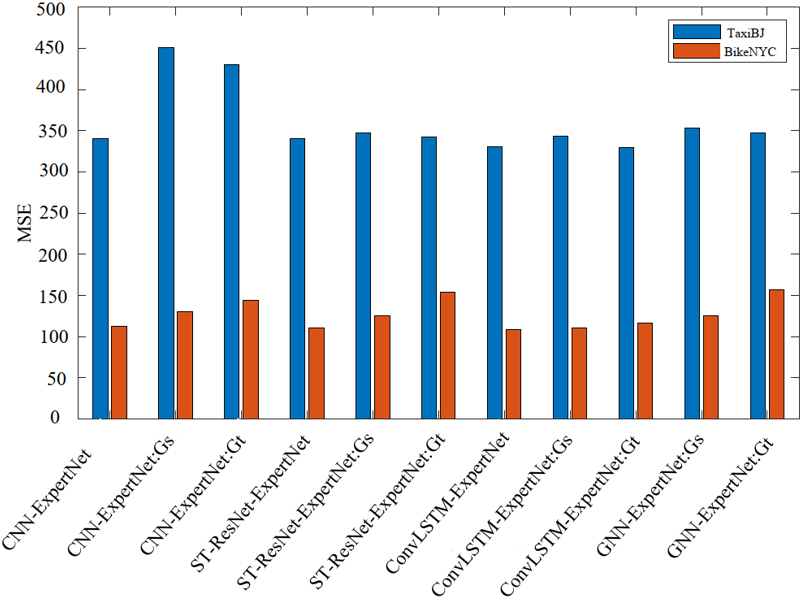 500
450
400
350
300
250
200
150
100
50
0
MSE
TaxiBJ
BikeNYC
CNN-ExpertNet
CNN-ExpertNet:Gs
CNN-ExpertNet:Gt
ST-ResNet-ExpertNet
ST-ResNet-ExpertNet:Gs
ST-ResNet-ExpertNet:Gt
ConvLSTM-ExpertNet
ConvLSTM-ExpertNet:Gs
ConvLSTM-ExpertNet:Gt
GNN-ExpertNet:Gs
GNN-ExpertNet:Gt